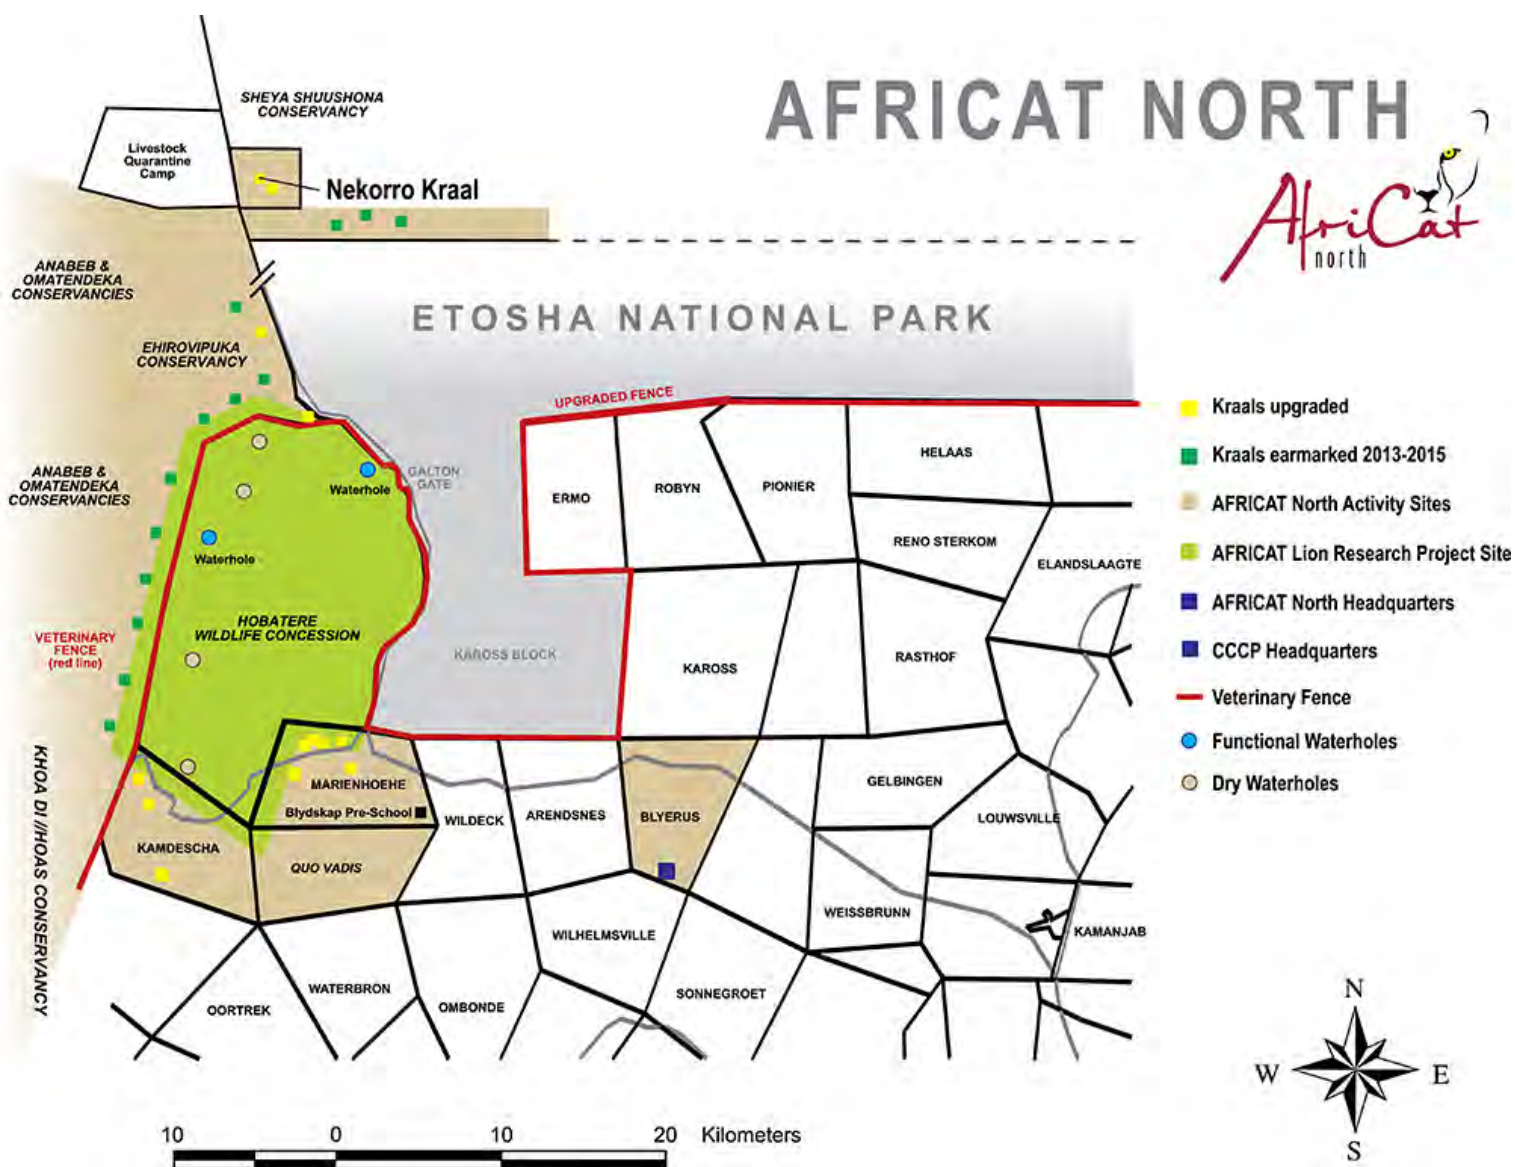 AFRICAT NORTH
AfriCat
north
SHEYA SHUUSHONA
CONSERVANCY
Livestock
Quarantine
Camp
Nekorro Kraal
ANABEB &
OMATENDEKA
CONSERVANCIES
ETOSHA NATIONAL PARK
EHIROVIPUKA
CONSERVANCY
UPGRADED FENCE
ANABEB &
OMATENDEKA
CONSERVANCIES
GALTON
GATE
Waterhole
Waterhole
HOBATERE
WILDLIFE CONCESSION
VETERINARY
FENCE
(red line)
KAROSS BLOCK
ERMO
ROBYN
PIONIER
HELAAS
RENO STERKOM
ELANDSLAAGTE
KAROSS
RASTHOF
KHOA DI //HOAS CONSERVANCY
MARIENHOEHE
Blydskap Pre-School
KAMDESCHA
QUO VADIS
WILDECK
ARENDSNES
BLYERUS
GELBINGEN
LOUWSVILLE
WEISSBRUNN
KAMANJAB
WILHELMSVILLE
SONNEGROET
OORTREK
WATERBRON
OMBONDE
Kraals upgraded
Kraals earmarked 2013-2015
AFRICAT North Activity Sites
AFRICAT Lion Research Project Site
AFRICAT North Headquarters
CCCP Headquarters
Veterinary Fence
Functional Waterholes
Dry Waterholes
N
W E
S
10 0 10 20 Kilometers